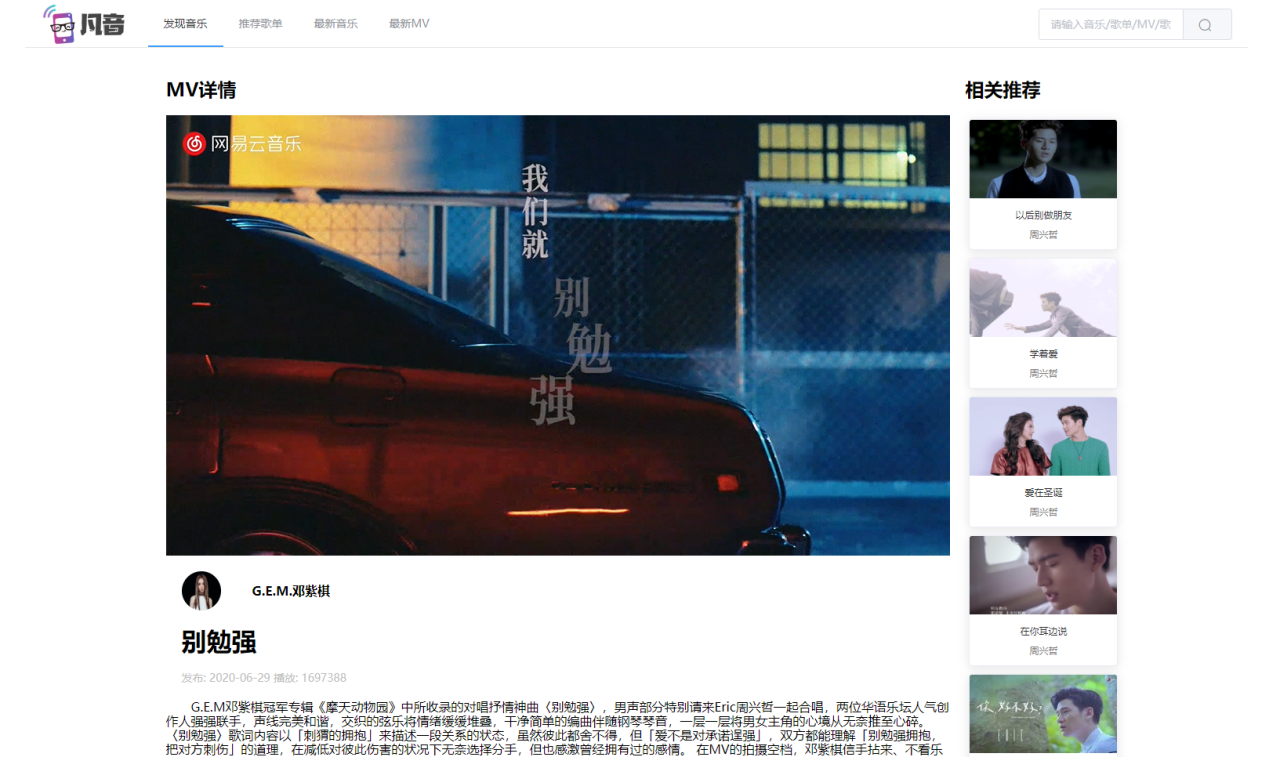 风音
发现音乐
推荐歌单
最新音乐
最新MV
请输入音乐/歌单/MV/歌
MV详情
网易云音乐
我们就
别勉强
G.E.M.邓紫棋
别勉强
发布: 2020-06-29 播放: 1697388
G.E.M邓紫棋冠军专辑《摩天动物园》中所收录的对唱抒情神曲〈别勉强〉，男声部分特别请来Eric周兴哲一起合唱，两位华语乐坛人气创
作人强强联手，声线完美和谐，交织的弦乐将情绪缓缓堆叠，干净简单的编曲伴随钢琴琴音，一层一层将男女主角的心境从无奈推至心碎。
〈别勉强〉歌词内容以「刺猬的拥抱」来描述一段关系的状态，虽然彼此都舍不得，但「爱不是对承诺逞强」，双方都能理解「别勉强拥抱，
把对方刺伤」的道理，在减低对彼此伤害的状况下无奈选择分手，但也感激曾经拥有过的感情。 在MV的拍摄空档，邓紫棋信手拈来、不看乐
相关推荐
以后别做朋友
周兴哲
学着爱
周兴哲
爱在圣诞
周兴哲
在你耳边说
周兴哲
你，好不好？